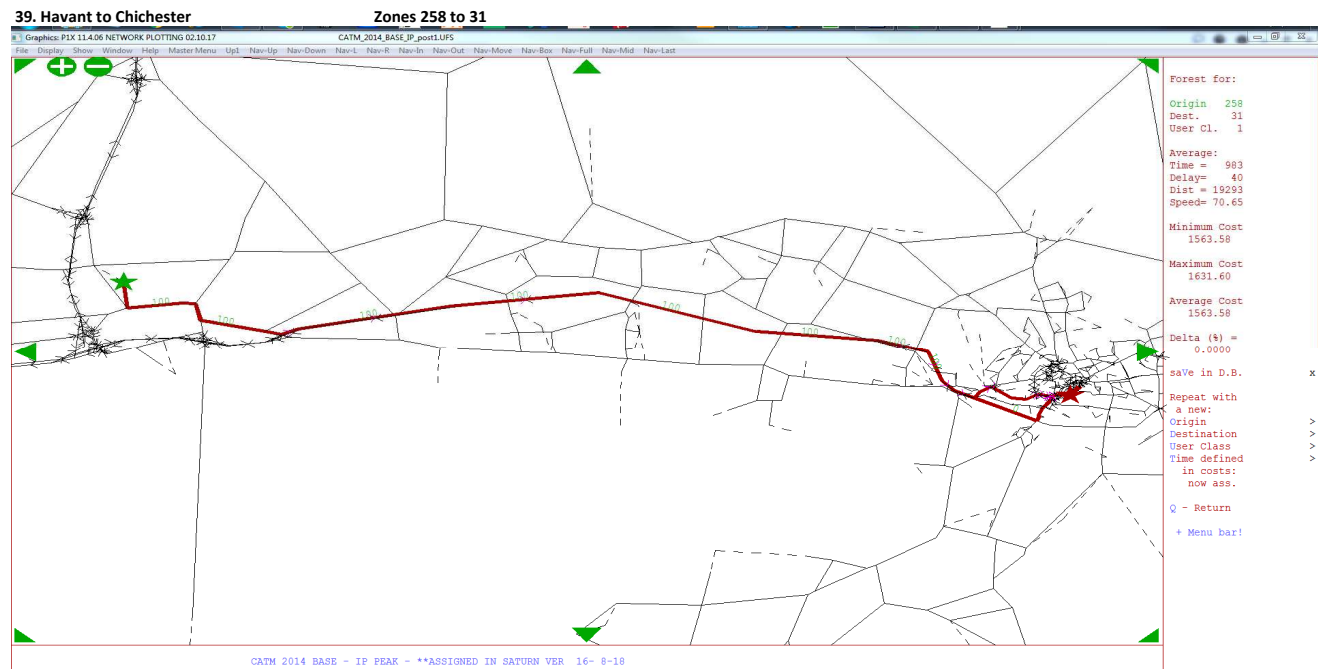 39. Havant to Chichester Zones 258 to 31
Graphics: P1X 11.4.06 NETWORK PLOTTING 02.10.17 CATM_2014_BASE_IP_post1.UFS
File Display Show Window Help Master Menu Up1 Nav-Up Nav-Down Nav-L Nav-R Nav-In Nav-Out Nav-Move Nav-Box Nav-Full Nav-Mid Nav-Last
Forest for:
Origin 258
Dest. 31
User Cl. 1
Average:
Time = 983
Delay= 40
Dist = 19293
Speed= 70.65
Minimum Cost
1563.58
Maximum Cost
1631.60
Average Cost
1563.58
Delta (%) =
0.0000
saVe in D.B. x
Repeat with
a new:
Origin >
Destination >
User Class >
Time defined >
in costs:
now ass.
Q - Return
+ Menu bar!
100
100
100
100
100
100
CATM 2014 BASE - IP PEAK - **ASSIGNED IN SATURN VER 16- 8-18